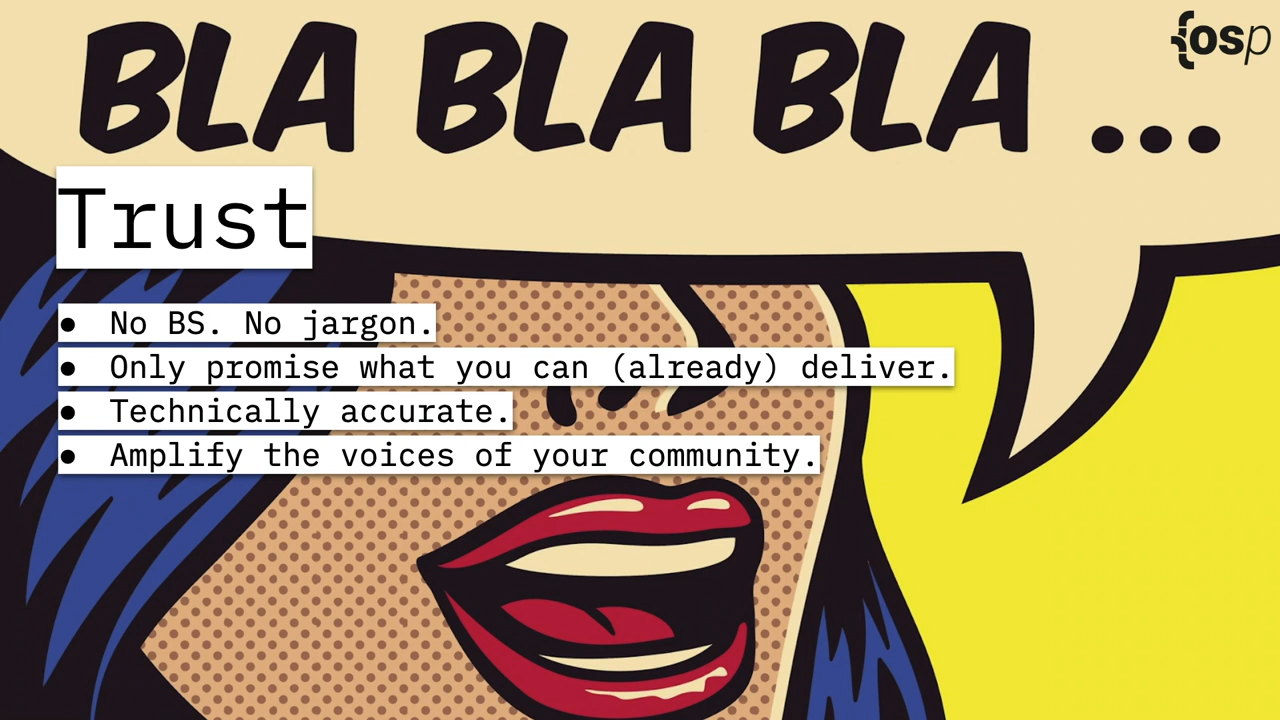 BLA BLA BLA ...
{osp
Trust
● No BS. No jargon.
● Only promise what you can (already) deliver.
● Technically accurate.
● Amplify the voices of your community.